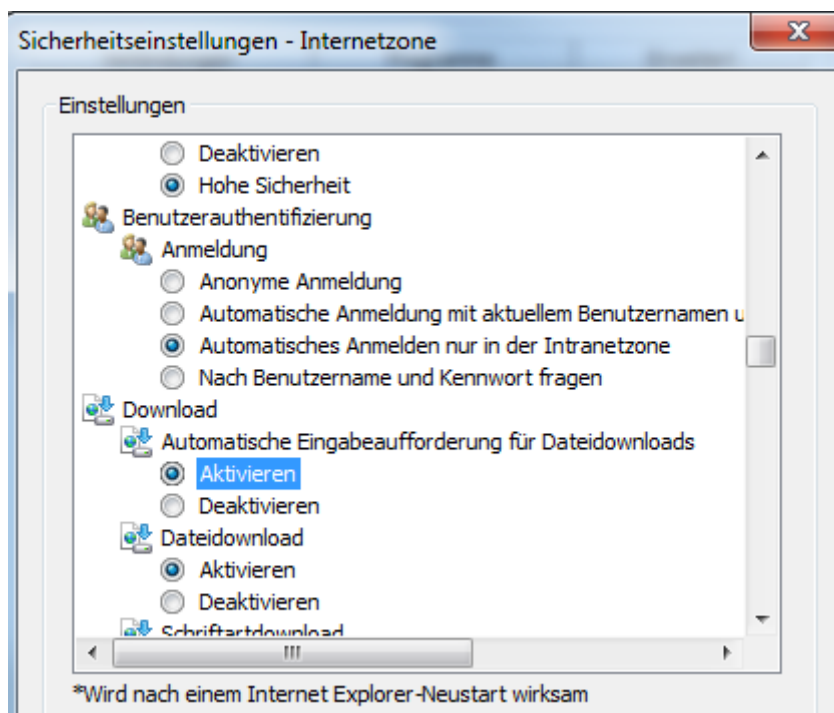 Sicherheitseinstellungen - Internetzone
Einstellungen
Deaktivieren
Hohe Sicherheit
Benutzerauthentifizierung
Anmeldung
Anonyme Anmeldung
Automatische Anmeldung mit aktuellem Benutzernamen u
Automatisches Anmelden nur in der Intranetzone
Nach Benutzername und Kennwort fragen
Download
Automatische Eingabeaufforderung für Dateidownloads
Aktivieren
Deaktivieren
Dateidownload
Aktivieren
Deaktivieren
Schriftartdownload
*Wird nach einem Internet Explorer-Neustart wirksam